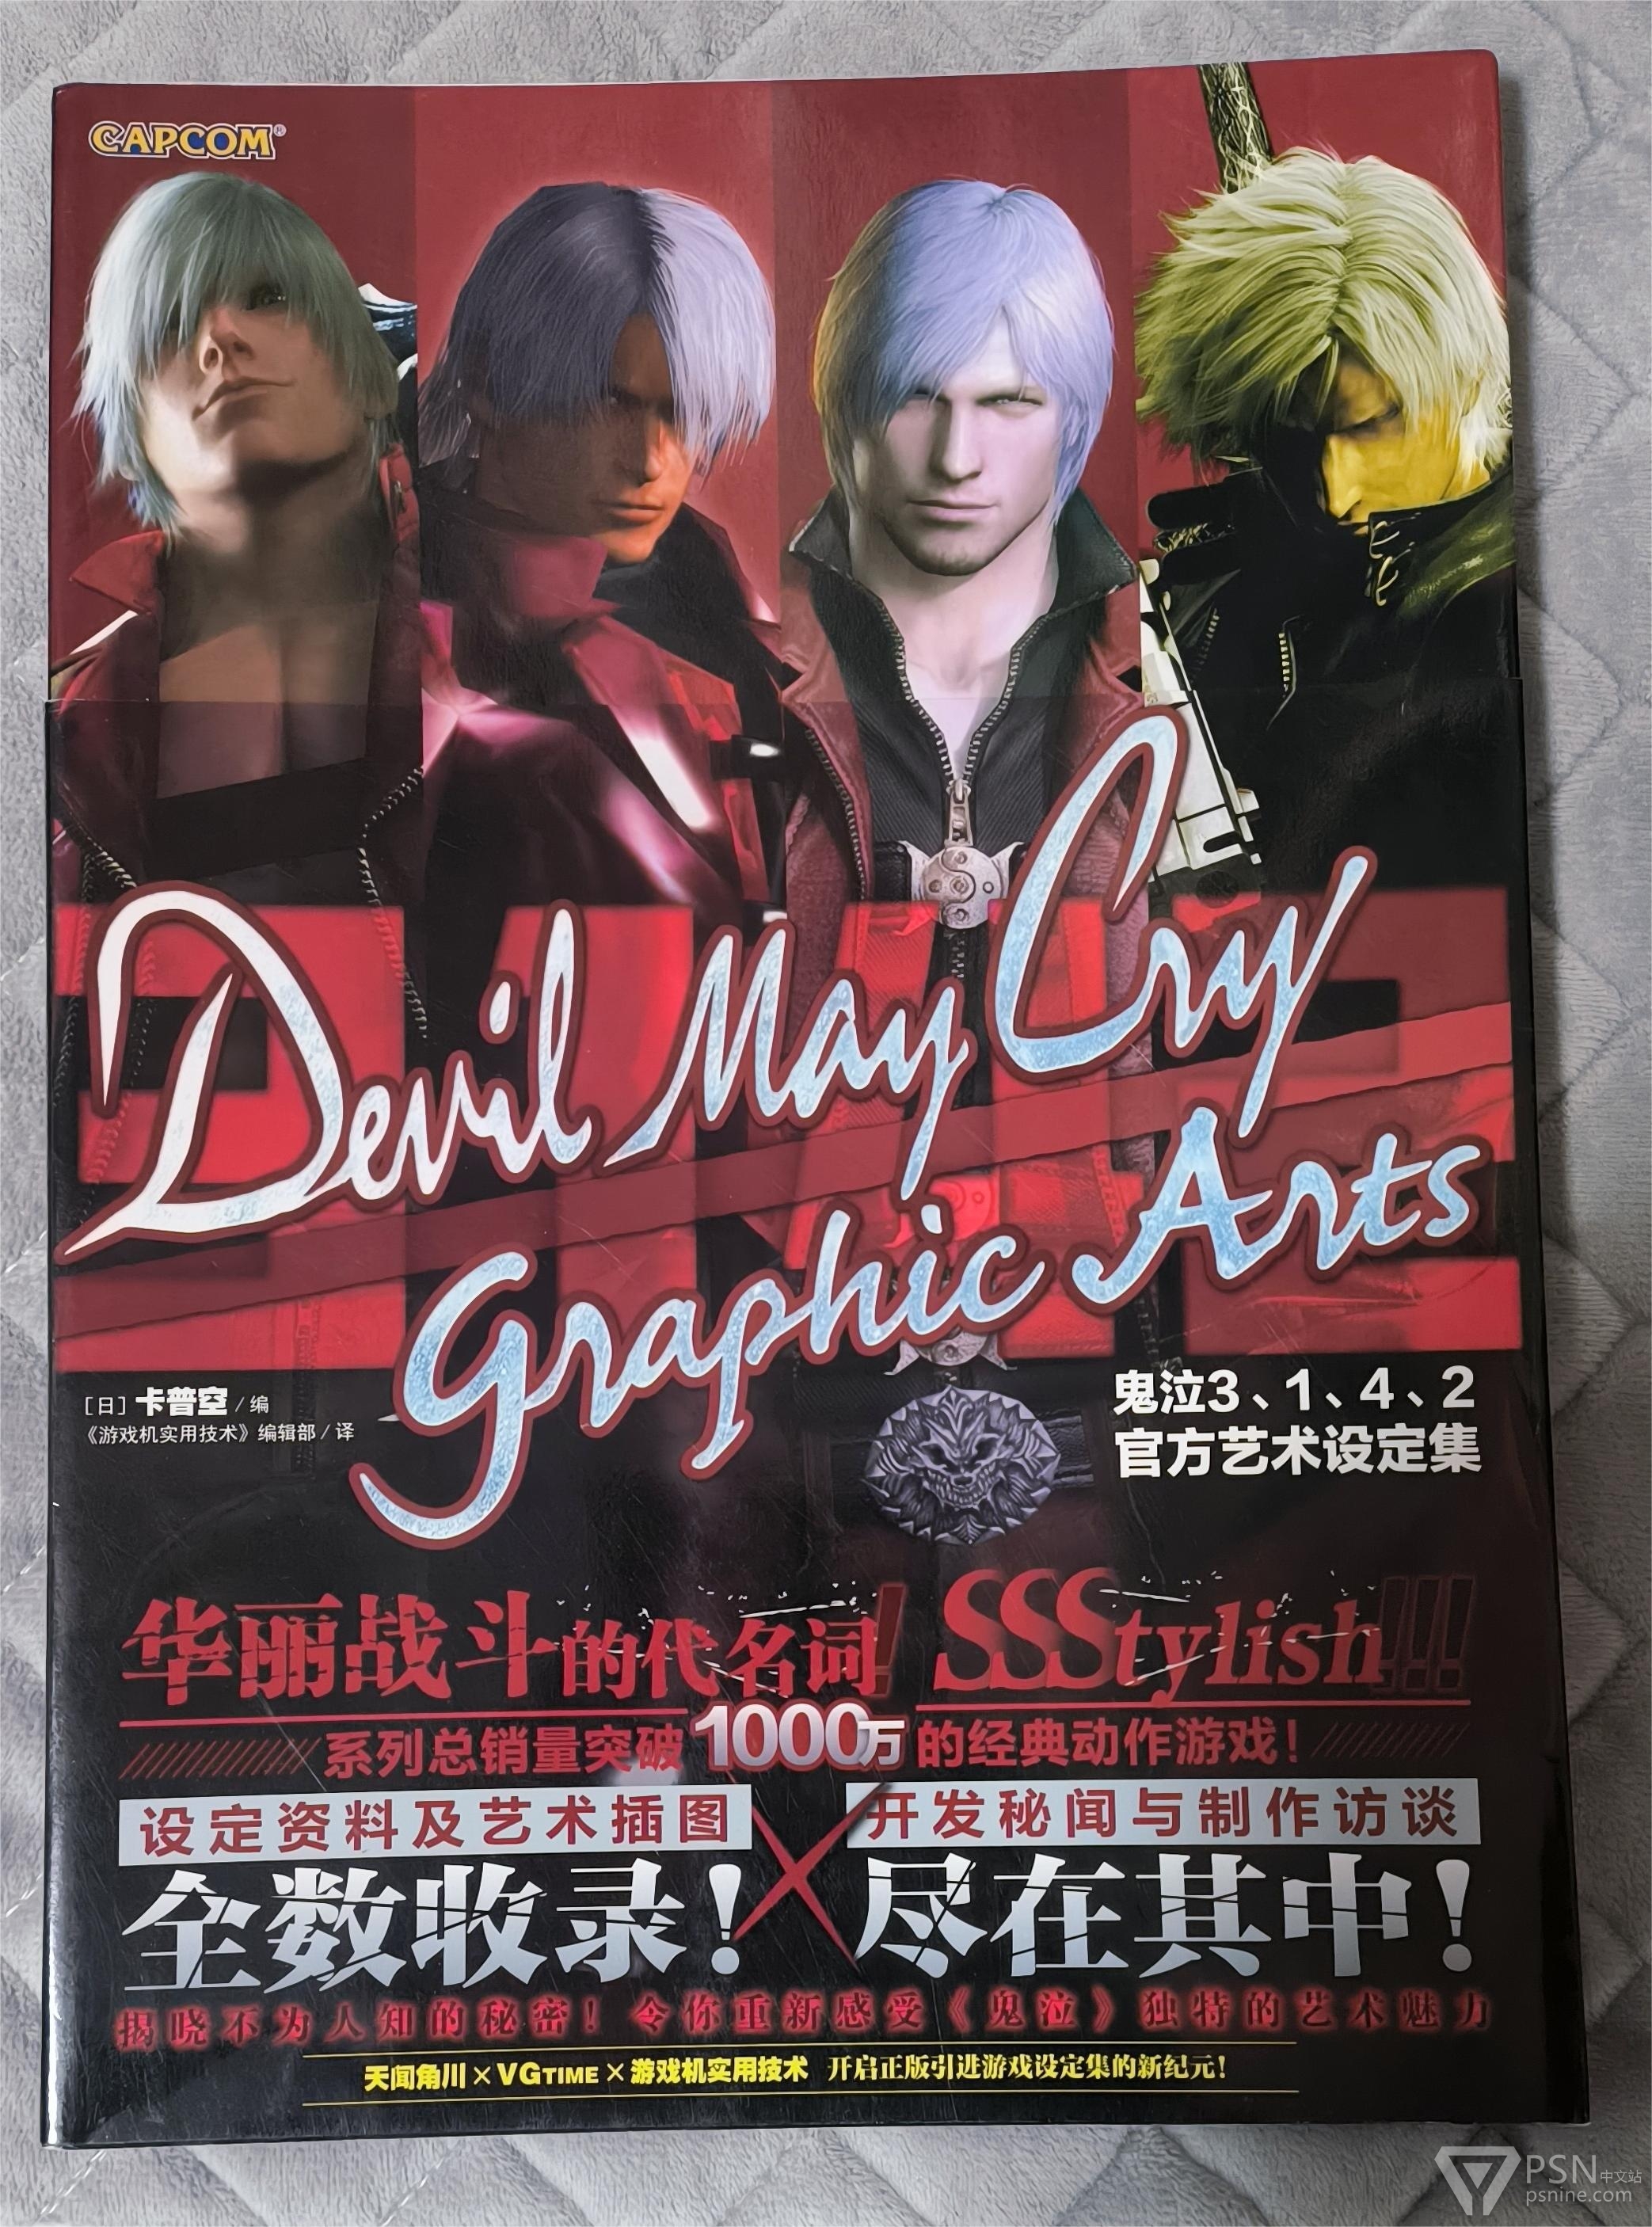 CAPCOM®
3142
Devil May Cry
Graphic Arts
[日] 卡普空 / 编
《游戏机实用技术》编辑部 / 译
鬼泣3、1、4、2
官方艺术设定集
华丽战斗的代名词! SSStylish!!!
系列总销量突破1000万的经典动作游戏!
设定资料及艺术插图 × 开发秘闻与制作访谈
全数收录! 尽在其中!
揭晓不为人知的秘密! 令你重新感受《鬼泣》独特的艺术魅力
天闻角川×VGTIME×游戏机实用技术 开启正版引进游戏设定集的新纪元!
PSN中文站
psnine.com